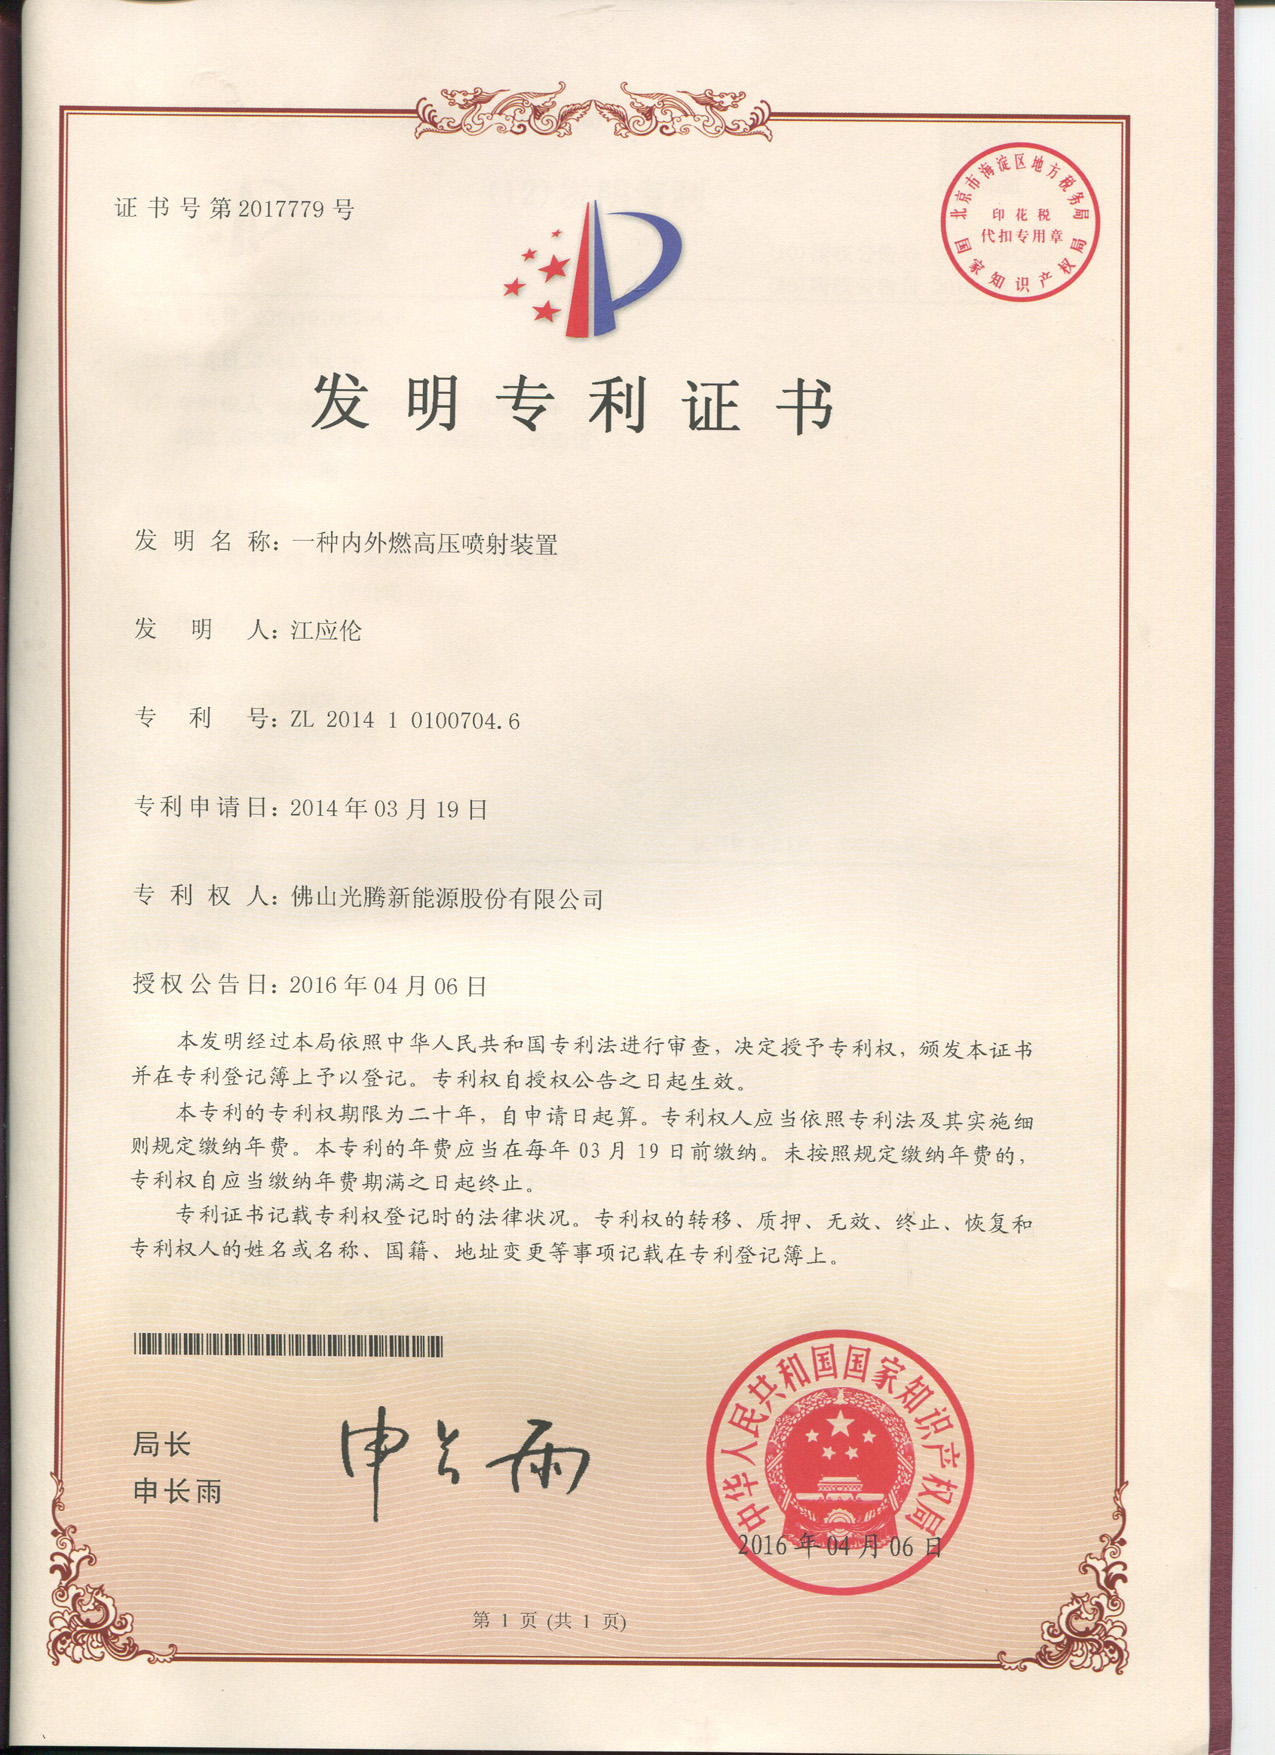 证书号第2017779号
北京市海淀区地方税务局
印花税
代扣专用章
国家知识产权局
发明专利证书
发明名称：一种内外燃高压喷射装置
发明人：江应伦
专利号：ZL 2014 1 0100704.6
专利申请日：2014年03月19日
专利权人：佛山光腾新能源股份有限公司
授权公告日：2016年04月06日
本发明经过本局依照中华人民共和国专利法进行审查，决定授予专利权，颁发本证书
并在专利登记簿上予以登记。专利权自授权公告之日起生效。
本专利的专利权期限为二十年，自申请日起算。专利权人应当依照专利法及其实施细
则规定缴纳年费。本专利的年费应当在每年03月19日前缴纳。未按照规定缴纳年费的，
专利权自应当缴纳年费期满之日起终止。
专利证书记载专利权登记时的法律状况。专利权的转移、质押、无效、终止、恢复和
专利权人的姓名或名称、国籍、地址变更等事项记载在专利登记簿上。
局长
申长雨
申长雨
中华人民共和国国家知识产权局
2016年04月06日
第1页(共1页)